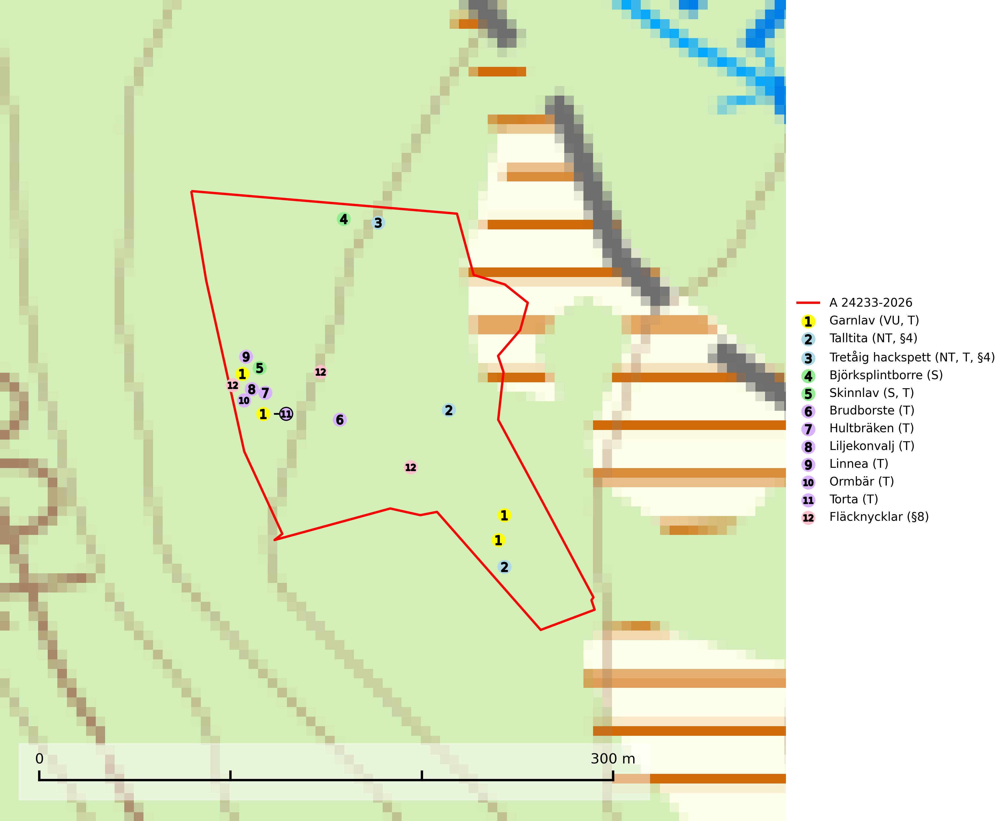 4
3
9
5
1
12
12
8
7
10
1
11
2
6
12
1
1
2
0
300 m
A 24233-2026
1 Garnlav (VU, T)
2 Talltita (NT, §4)
3 Tretåig hackspett (NT, T, §4)
4 Björksplintborre (S)
5 Skinnlav (S, T)
6 Brudborste (T)
7 Hultbräken (T)
8 Liljekonvalj (T)
9 Linnea (T)
10 Ormbär (T)
11 Torta (T)
12 Fläcknycklar (§8)